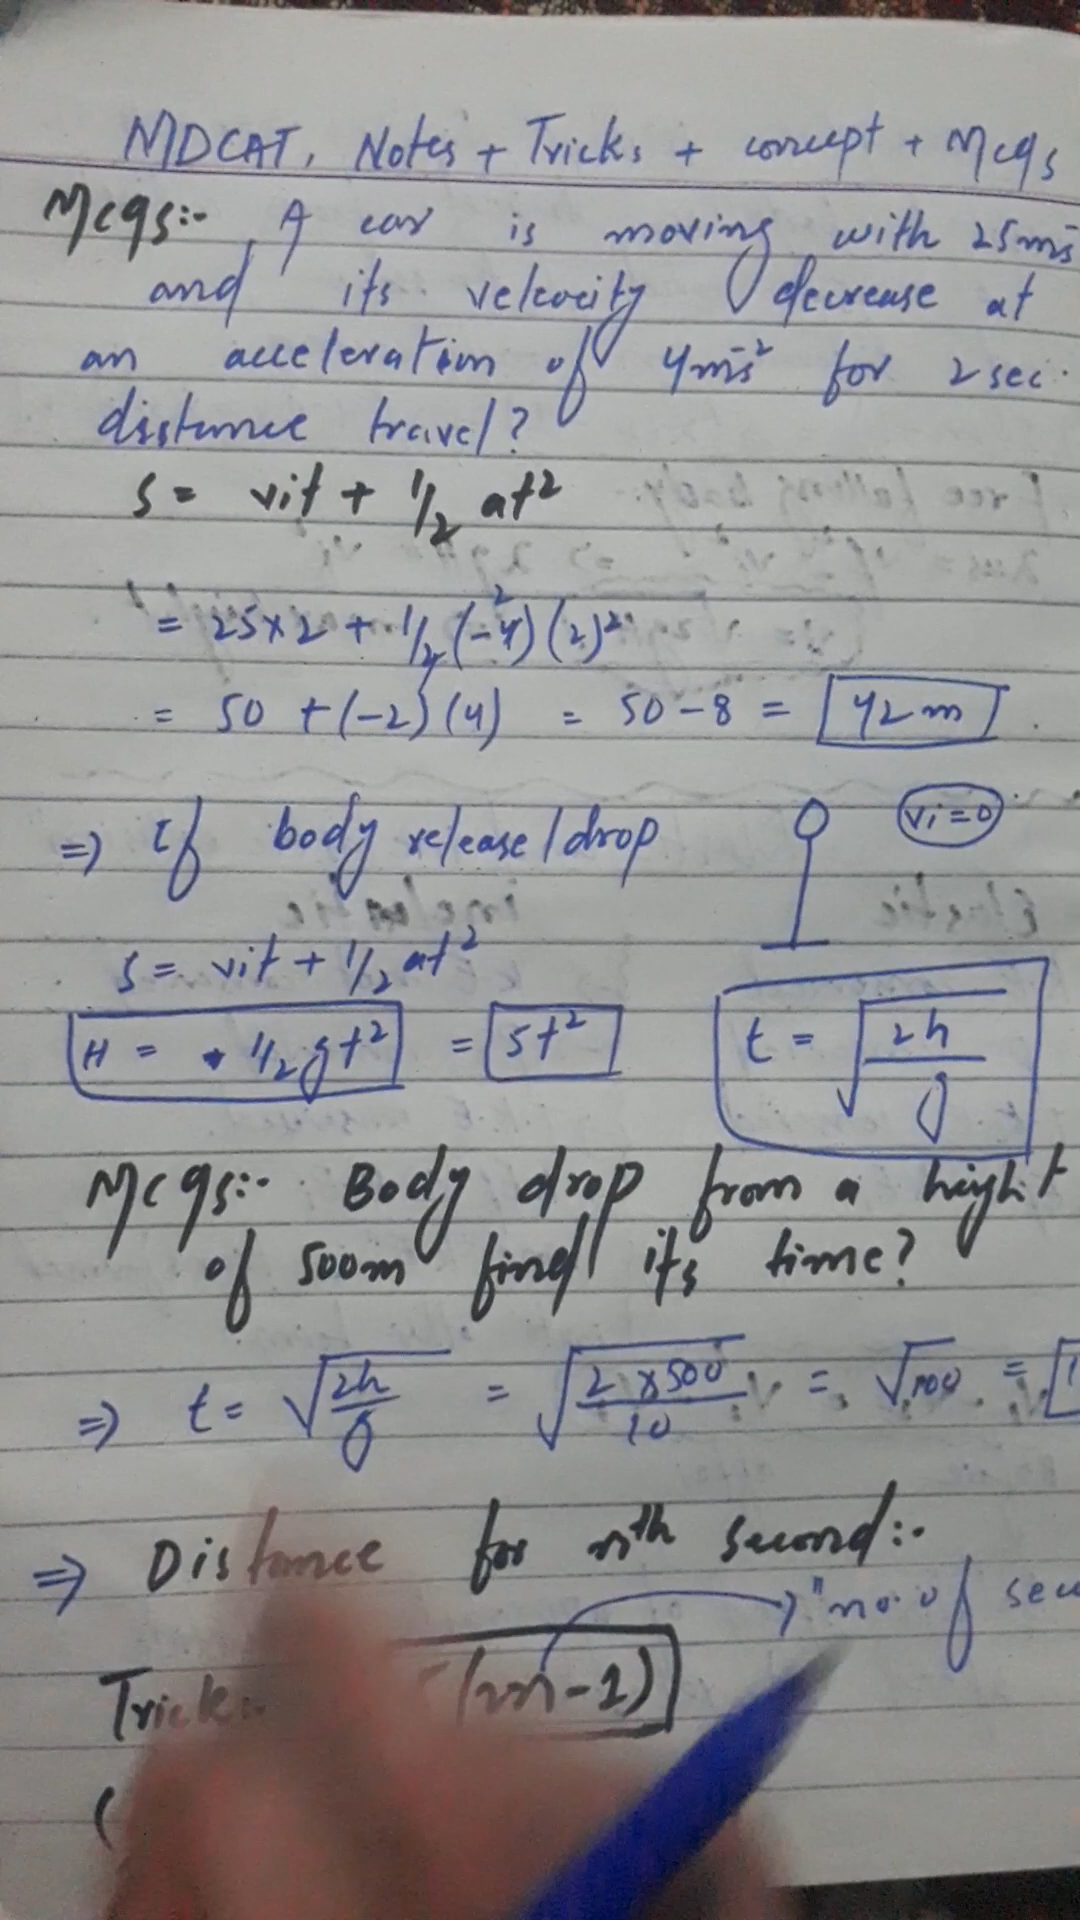 MDCAT, Notes + Tricks + concept + Mcqs
Mcqs:- A car is moving with 25ms⁻
and its velocity decrease at
an acceleration of 4ms⁻² for 2 sec.
distance travel?
S = vit + 1/2 at²
= 25×2 + 1/2 (-4) (2)²
= 50 + (-2) (4) = 50 - 8 = 42m
⇒ If body release/drop
vi = 0
S = vit + 1/2 at²
H = 1/2 gt² = 5t²
t = √(2h/g)
Mcqs:- Body drop from a height
of 500m find its time?
⇒ t = √(2h/g) = √(2×500/10) = √100 =
⇒ Distance for nth second:-
"no. of
Trick (2n-1)
(